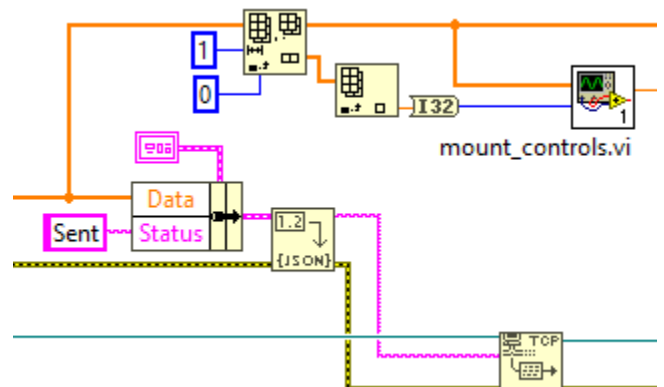 1
0
I32
1
mount_controls.vi
Data
Sent
Status
1.2
{JSON}
TCP